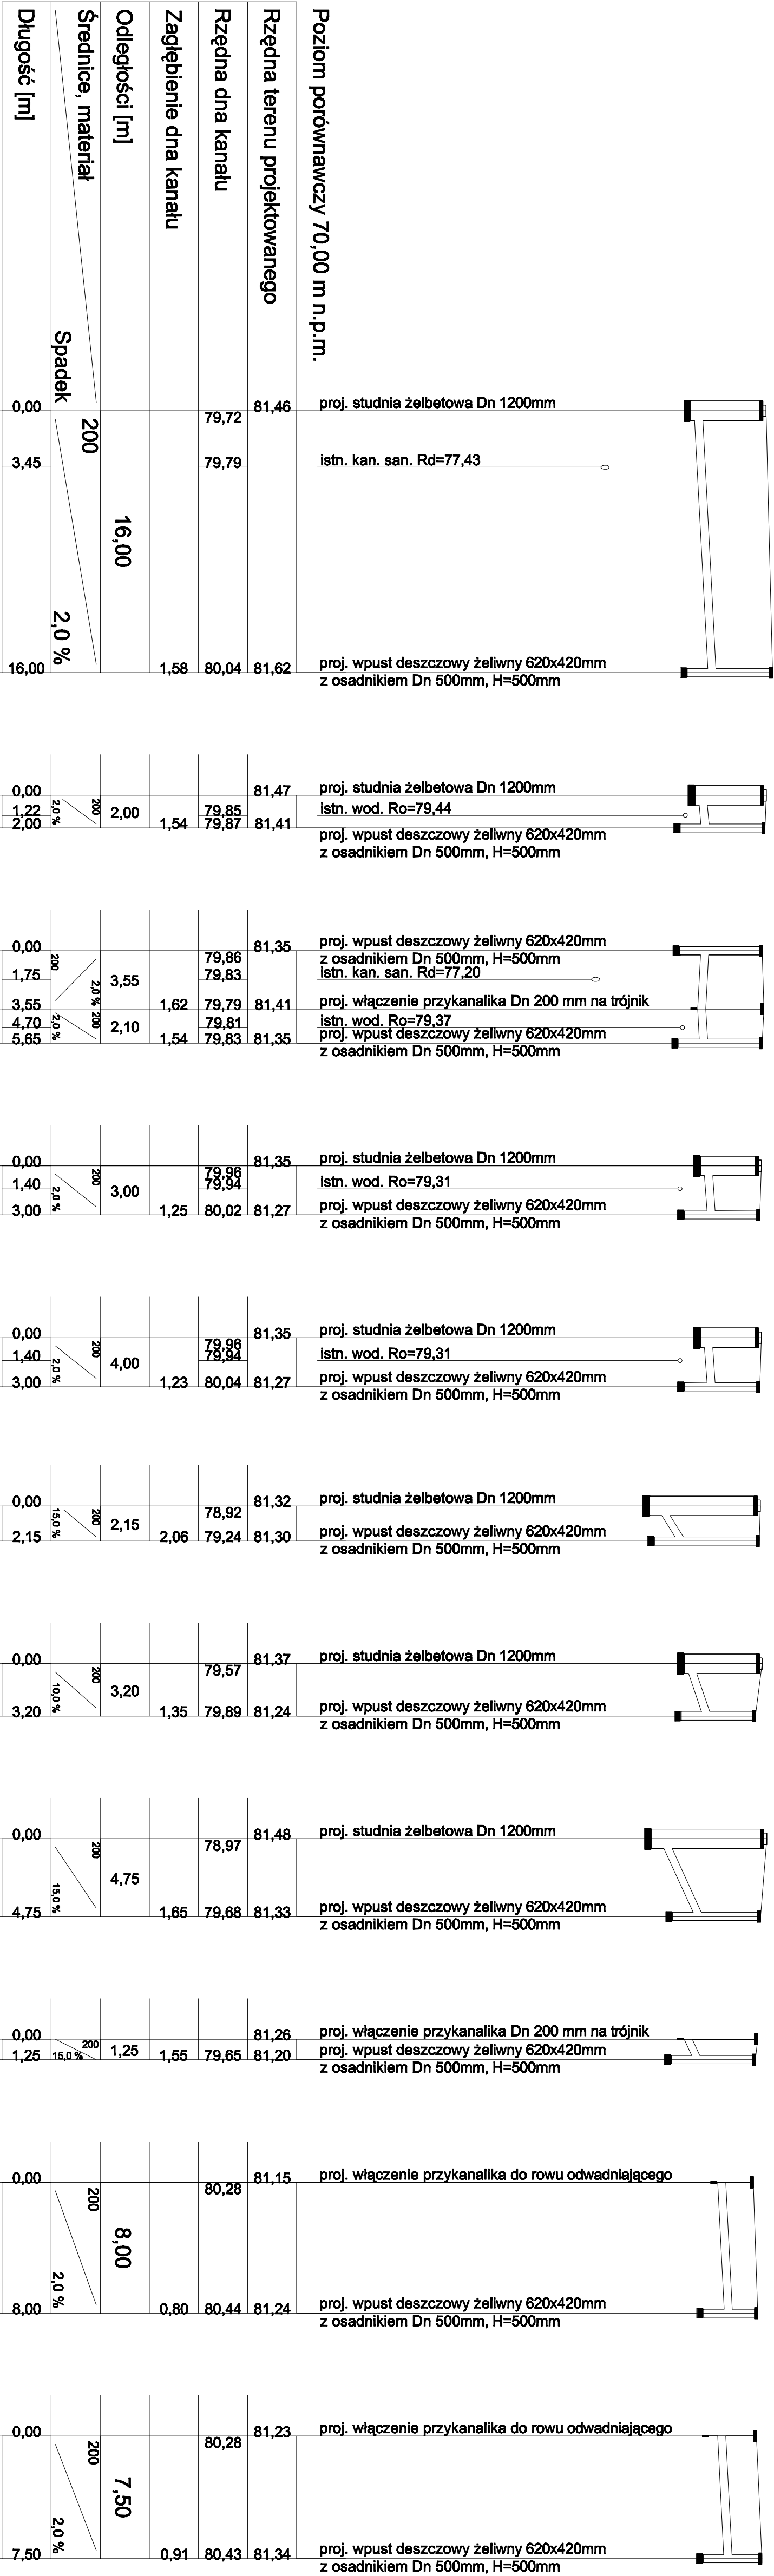 Poziom porównawczy 70,00 m n.p.m.
Rzędna terenu projektowanego
Rzędna dna kanału
Zagłębienie dna kanału
Odległości [m]
Średnice, materiał
Spadek
Długość [m]
0,00
81,46
proj. studnia żelbetowa Dn 1200mm
79,72
200
3,45
79,79
istn. kan. san. Rd=77,43
16,00
2,0 %
16,00
1,58
80,04
81,62
proj. wpust deszczowy żeliwny 620x420mm
z osadnikiem Dn 500mm, H=500mm
0,00
81,47
proj. studnia żelbetowa Dn 1200mm
1,22
2,0 %
200
2,00
79,85
istn. wod. Ro=79,44
2,00
1,54
79,87
81,41
proj. wpust deszczowy żeliwny 620x420mm
z osadnikiem Dn 500mm, H=500mm
0,00
81,35
proj. wpust deszczowy żeliwny 620x420mm
79,86
z osadnikiem Dn 500mm, H=500mm
200
1,75
3,55
79,83
istn. kan. san. Rd=77,20
2,0 %
3,55
1,62
79,79
81,41
proj. włączenie przykanalika Dn 200 mm na trójnik
4,70
2,0 %
200
2,10
79,81
istn. wod. Ro=79,37
5,65
1,54
79,83
81,35
proj. wpust deszczowy żeliwny 620x420mm
z osadnikiem Dn 500mm, H=500mm
0,00
81,35
proj. studnia żelbetowa Dn 1200mm
79,96
200
1,40
3,00
79,94
istn. wod. Ro=79,31
2,0 %
3,00
1,25
80,02
81,27
proj. wpust deszczowy żeliwny 620x420mm
z osadnikiem Dn 500mm, H=500mm
0,00
81,35
proj. studnia żelbetowa Dn 1200mm
79,96
200
1,40
4,00
79,94
istn. wod. Ro=79,31
2,0 %
3,00
1,23
80,04
81,27
proj. wpust deszczowy żeliwny 620x420mm
z osadnikiem Dn 500mm, H=500mm
0,00
81,32
proj. studnia żelbetowa Dn 1200mm
78,92
15,0 %
200
2,15
2,15
2,06
79,24
81,30
proj. wpust deszczowy żeliwny 620x420mm
z osadnikiem Dn 500mm, H=500mm
0,00
81,37
proj. studnia żelbetowa Dn 1200mm
79,57
200
10,0 %
3,20
3,20
1,35
79,89
81,24
proj. wpust deszczowy żeliwny 620x420mm
z osadnikiem Dn 500mm, H=500mm
0,00
81,48
proj. studnia żelbetowa Dn 1200mm
78,97
200
4,75
15,0 %
4,75
1,65
79,68
81,33
proj. wpust deszczowy żeliwny 620x420mm
z osadnikiem Dn 500mm, H=500mm
0,00
81,26
proj. włączenie przykanalika Dn 200 mm na trójnik
200
1,25
15,0 %
1,25
1,55
79,65
81,20
proj. wpust deszczowy żeliwny 620x420mm
z osadnikiem Dn 500mm, H=500mm
0,00
81,15
proj. włączenie przykanalika do rowu odwadniającego
80,28
200
8,00
2,0 %
8,00
0,80
80,44
81,24
proj. wpust deszczowy żeliwny 620x420mm
z osadnikiem Dn 500mm, H=500mm
0,00
81,23
proj. włączenie przykanalika do rowu odwadniającego
80,28
200
7,50
2,0 %
7,50
0,91
80,43
81,34
proj. wpust deszczowy żeliwny 620x420mm
z osadnikiem Dn 500mm, H=500mm